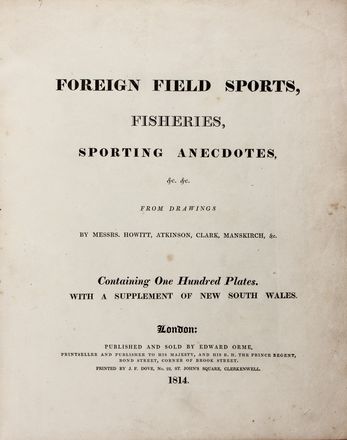 FOREIGN FIELD SPORTS,
FISHERIES,
SPORTING ANECDOTES,
&c. &c.
FROM DRAWINGS
BY MESSRS. HOWITT, ATKINSON, CLARK, MANSKIRCH, &c.
Containing One Hundred Plates.
WITH A SUPPLEMENT OF NEW SOUTH WALES.
London:
PUBLISHED AND SOLD BY EDWARD ORME,
PRINTSELLER AND PUBLISHER TO HIS MAJESTY, AND HIS R. H. THE PRINCE REGENT,
BOND STREET, CORNER OF BROOK STREET.
PRINTED BY J. F. DOVE, No. 22, ST. JOHN'S SQUARE, CLERKENWELL.
1814.